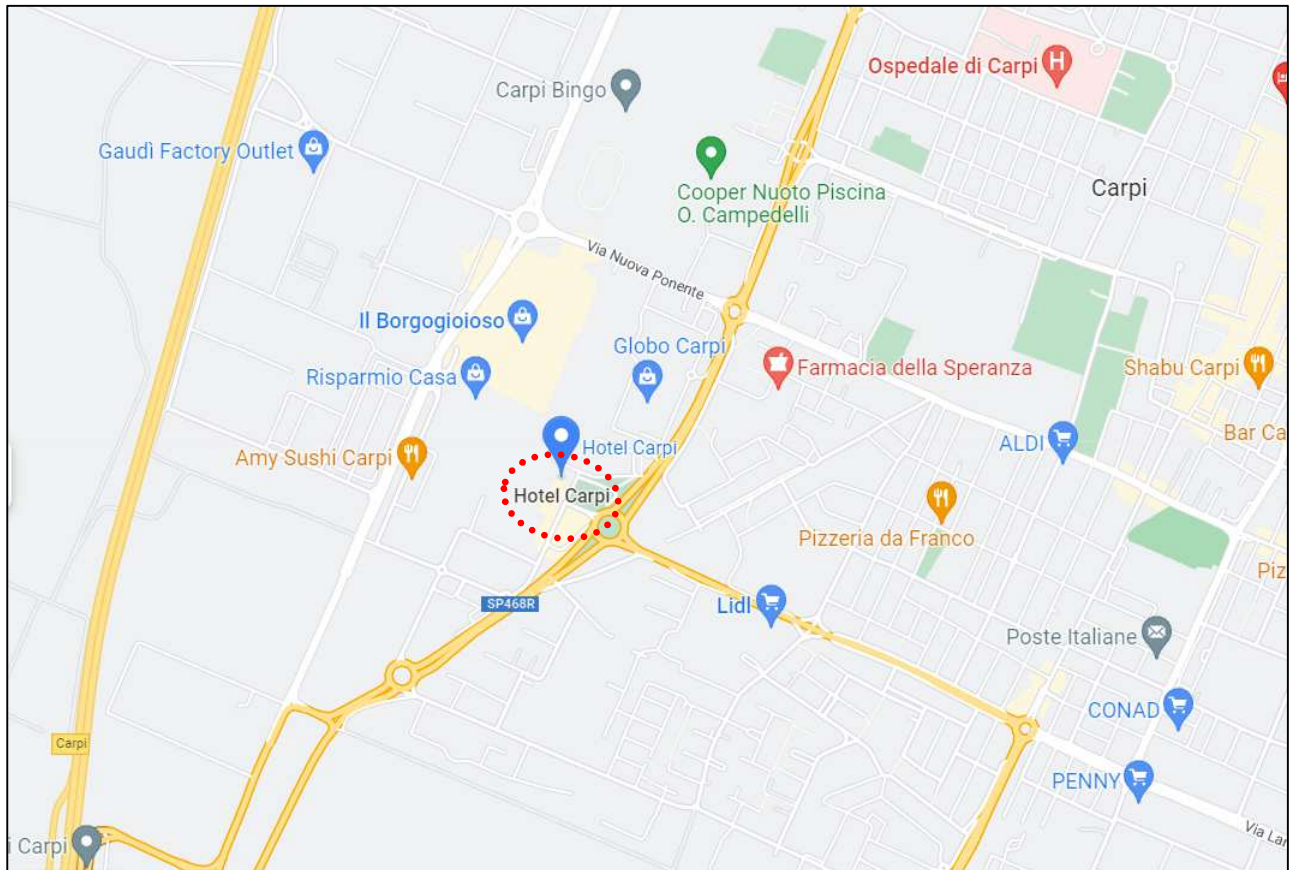 Ospedale di Carpi
H
Carpi Bingo
Gaudì Factory Outlet
Cooper Nuoto Piscina
O. Campedelli
Carpi
Via Nuova Ponente
Il Borgogioioso
Globo Carpi
Risparmio Casa
Farmacia della Speranza
Shabu Carpi
Hotel Carpi
ALDI
Bar Ca
Amy Sushi Carpi
Hotel Carpi
Pizzeria da Franco
Piz
SP468R
Lidl
Poste Italiane
CONAD
Carpi
PENNY
Via Lan
i Carpi